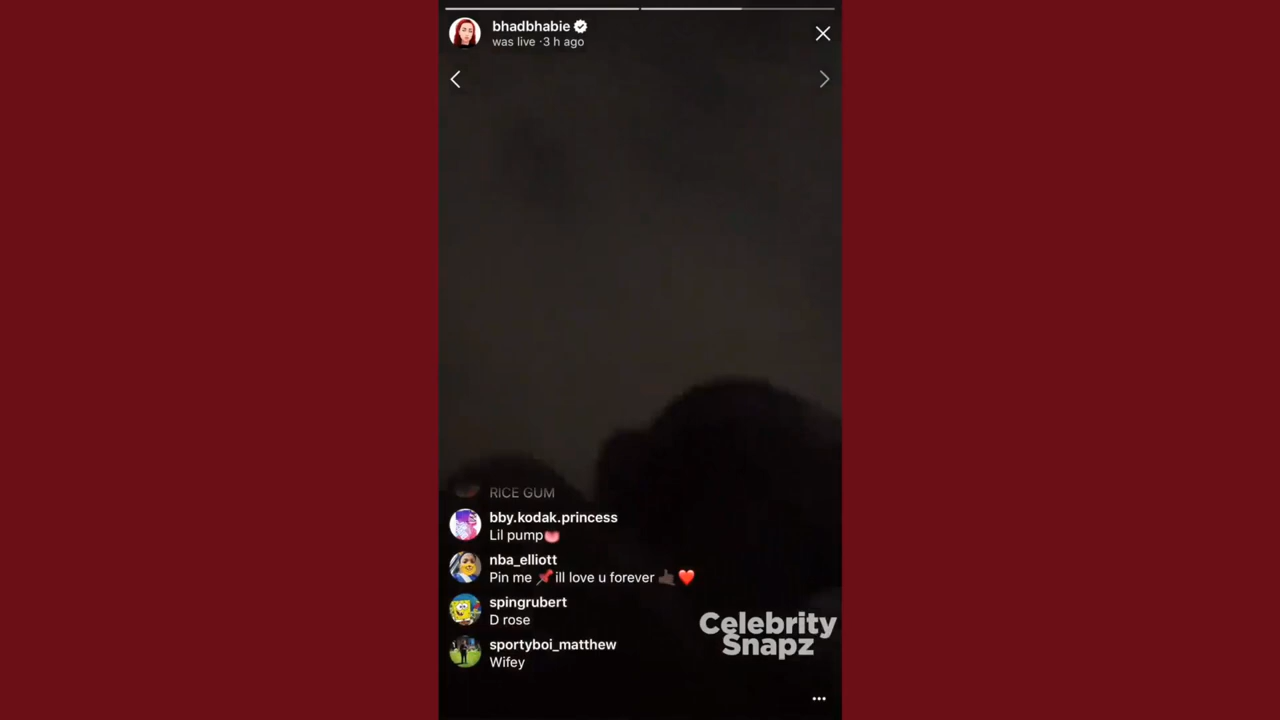 bhadbhabie
was live · 3 h ago
RICE GUM
bby.kodak.princess
Lil pump👅
nba_elliott
Pin me 📌ill love u forever 🤙🏿❤️
spingrubert
D rose
sportyboi_matthew
Wifey
Celebrity
Snapz